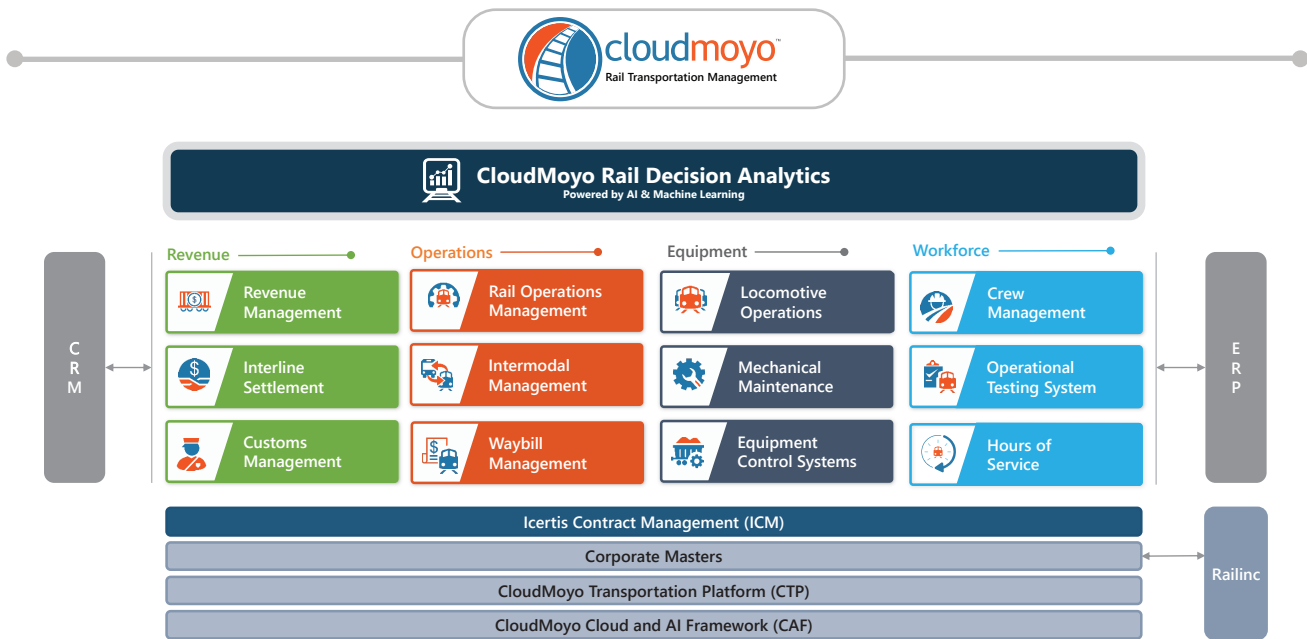 cloudmoyo™
Rail Transportation Management
CloudMoyo Rail Decision Analytics
Powered by AI & Machine Learning
CRM
Revenue
Revenue
Management
Interline
Settlement
Customs
Management
Operations
Rail Operations
Management
Intermodal
Management
Waybill
Management
Equipment
Locomotive
Operations
Mechanical
Maintenance
Equipment
Control Systems
Workforce
Crew
Management
Operational
Testing System
Hours of
Service
ERP
Icertis Contract Management (ICM)
Corporate Masters
CloudMoyo Transportation Platform (CTP)
CloudMoyo Cloud and AI Framework (CAF)
Railinc